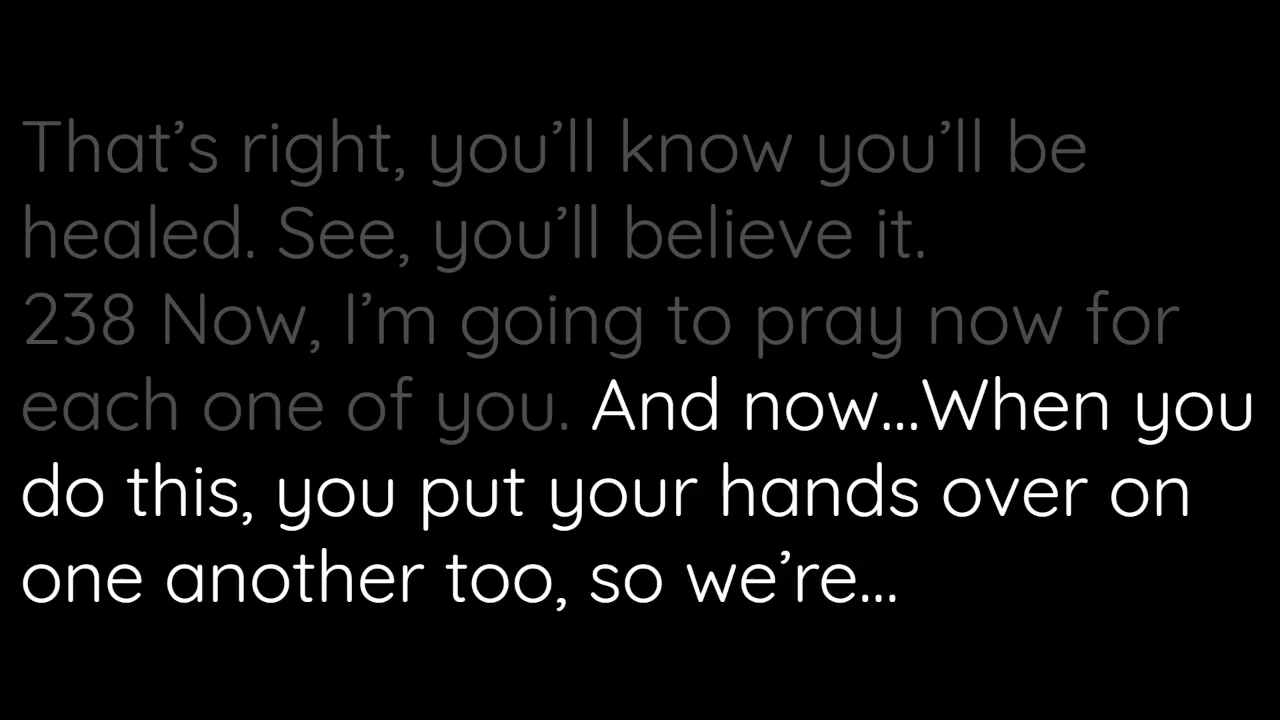 That’s right, you’ll know you’ll be
healed. See, you’ll believe it.
238 Now, I’m going to pray now for
each one of you. And now...When you
do this, you put your hands over on
one another too, so we’re...